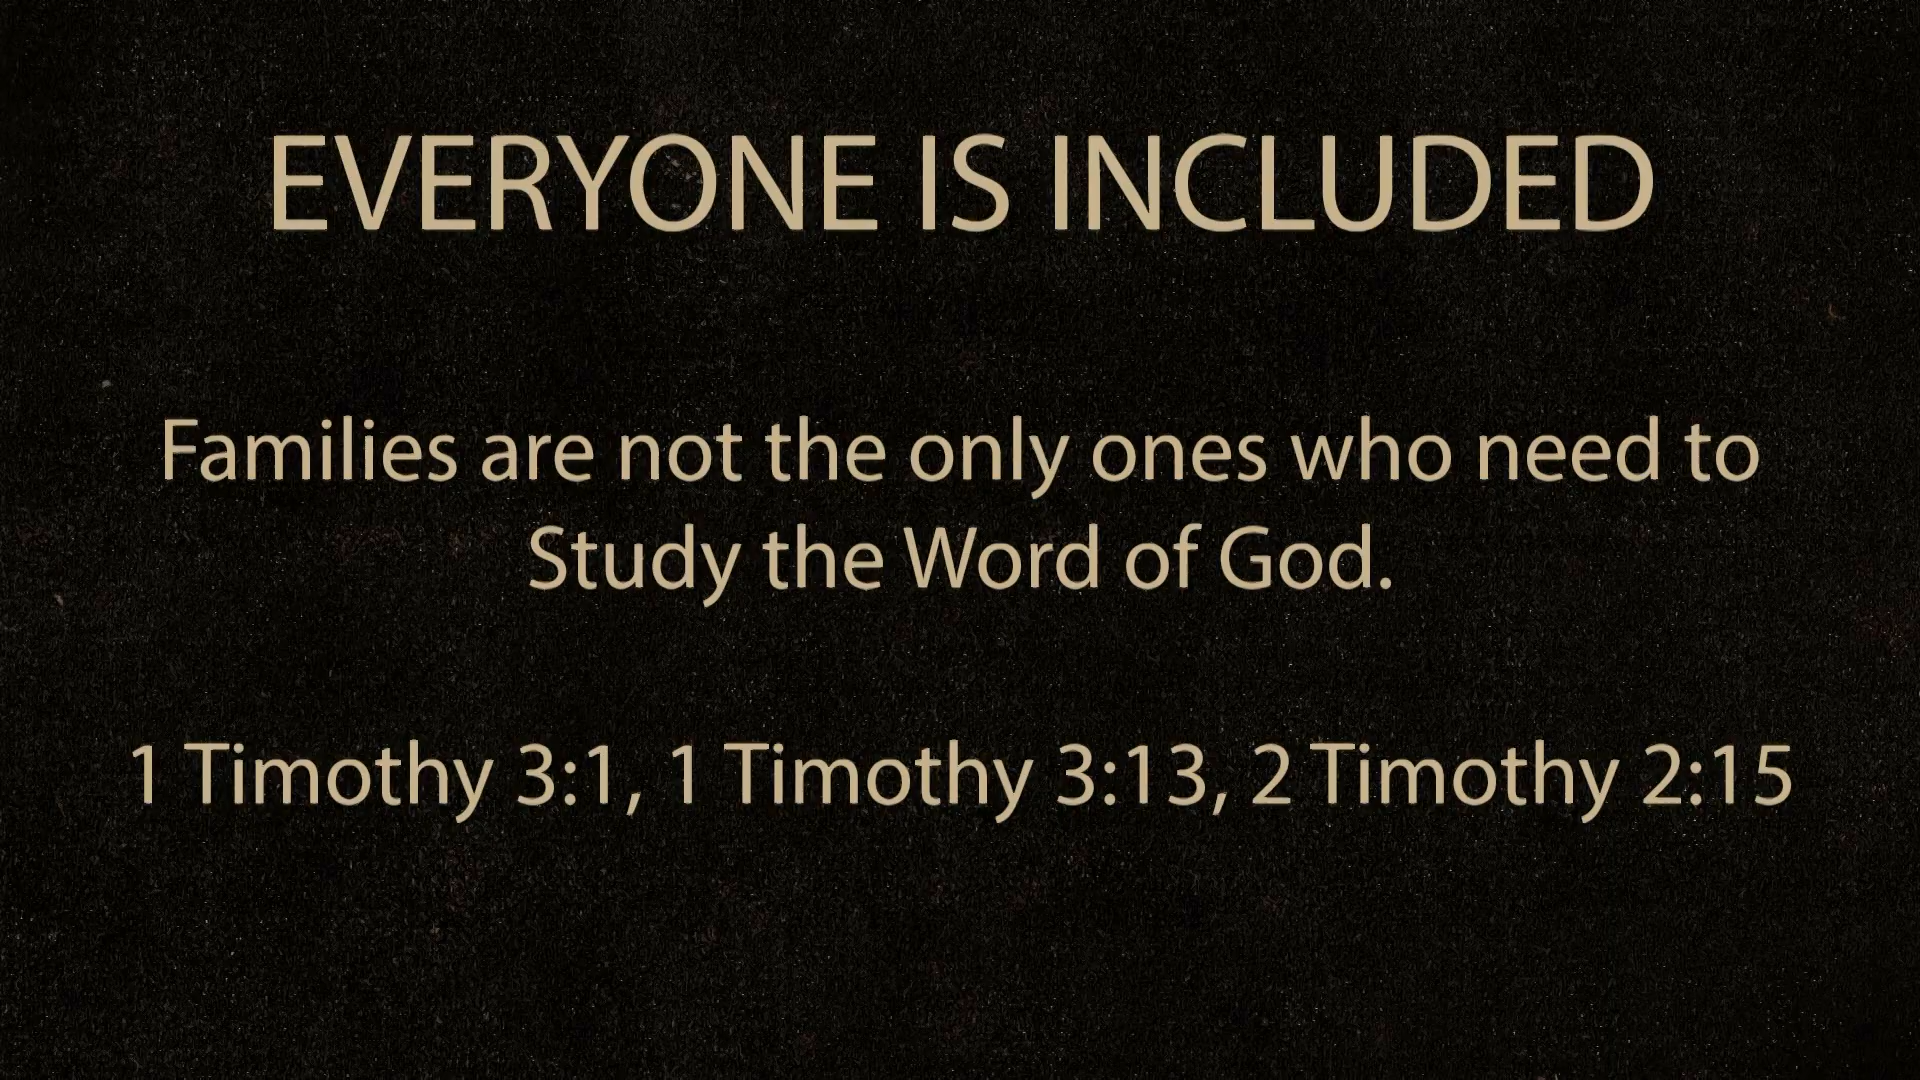 EVERYONE IS INCLUDED
Families are not the only ones who need to
Study the Word of God.
1 Timothy 3:1, 1 Timothy 3:13, 2 Timothy 2:15